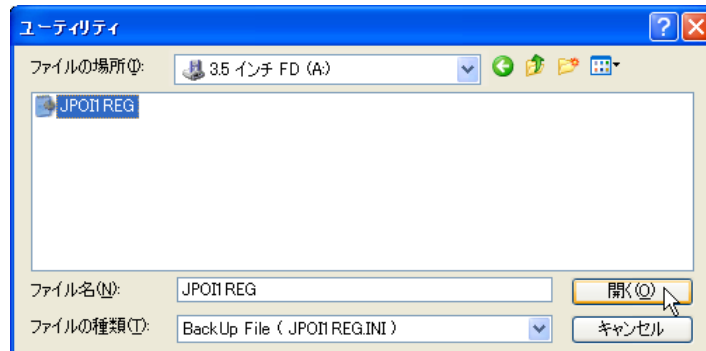 ユーティリティ
ファイルの場所(I): 3.5 インチ FD (A:)
JPOI1REG
ファイル名(N): JPOI1REG 開く(O)
ファイルの種類(T): BackUp File ( JPOI1REG.INI ) キャンセル